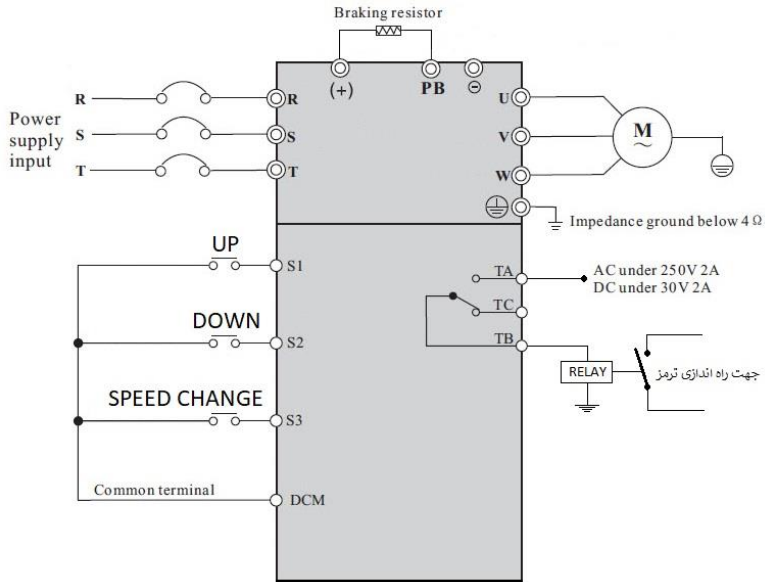 Braking resistor
(+)
PB
⊖
R
R
U
Power
supply
input
S
S
V
M
~
T
T
W
Impedance ground below 4 Ω
UP
S1
TA
AC under 250V 2A
DC under 30V 2A
TC
DOWN
S2
TB
RELAY
جهت راه اندازی ترمز
SPEED CHANGE
S3
Common terminal
DCM